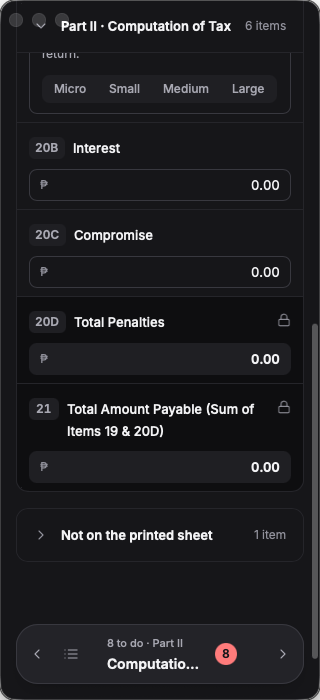 Part II · Computation of Tax 6 items
return.
Micro Small Medium Large
20B Interest
₱ 0.00
20C Compromise
₱ 0.00
20D Total Penalties
₱ 0.00
21 Total Amount Payable (Sum of
Items 19 & 20D)
₱ 0.00
Not on the printed sheet 1 item
8 to do · Part II
Computatio... 8